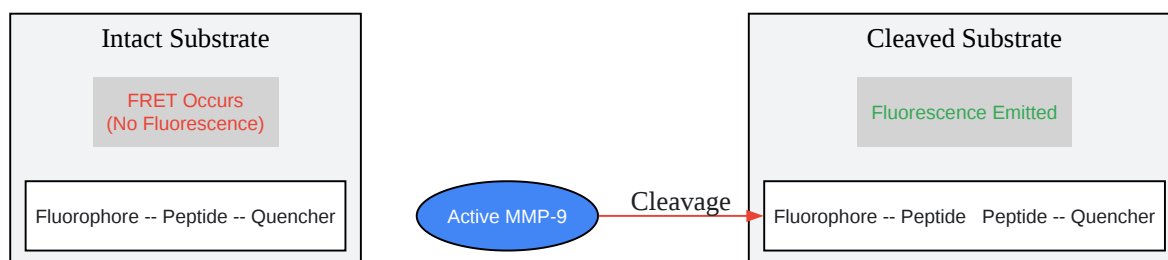 Intact Substrate
FRET Occurs
(No Fluorescence)
Fluorophore -- Peptide -- Quencher
Active MMP-9
Cleavage
Cleaved Substrate
Fluorescence Emitted
Fluorophore -- Peptide   Peptide -- Quencher